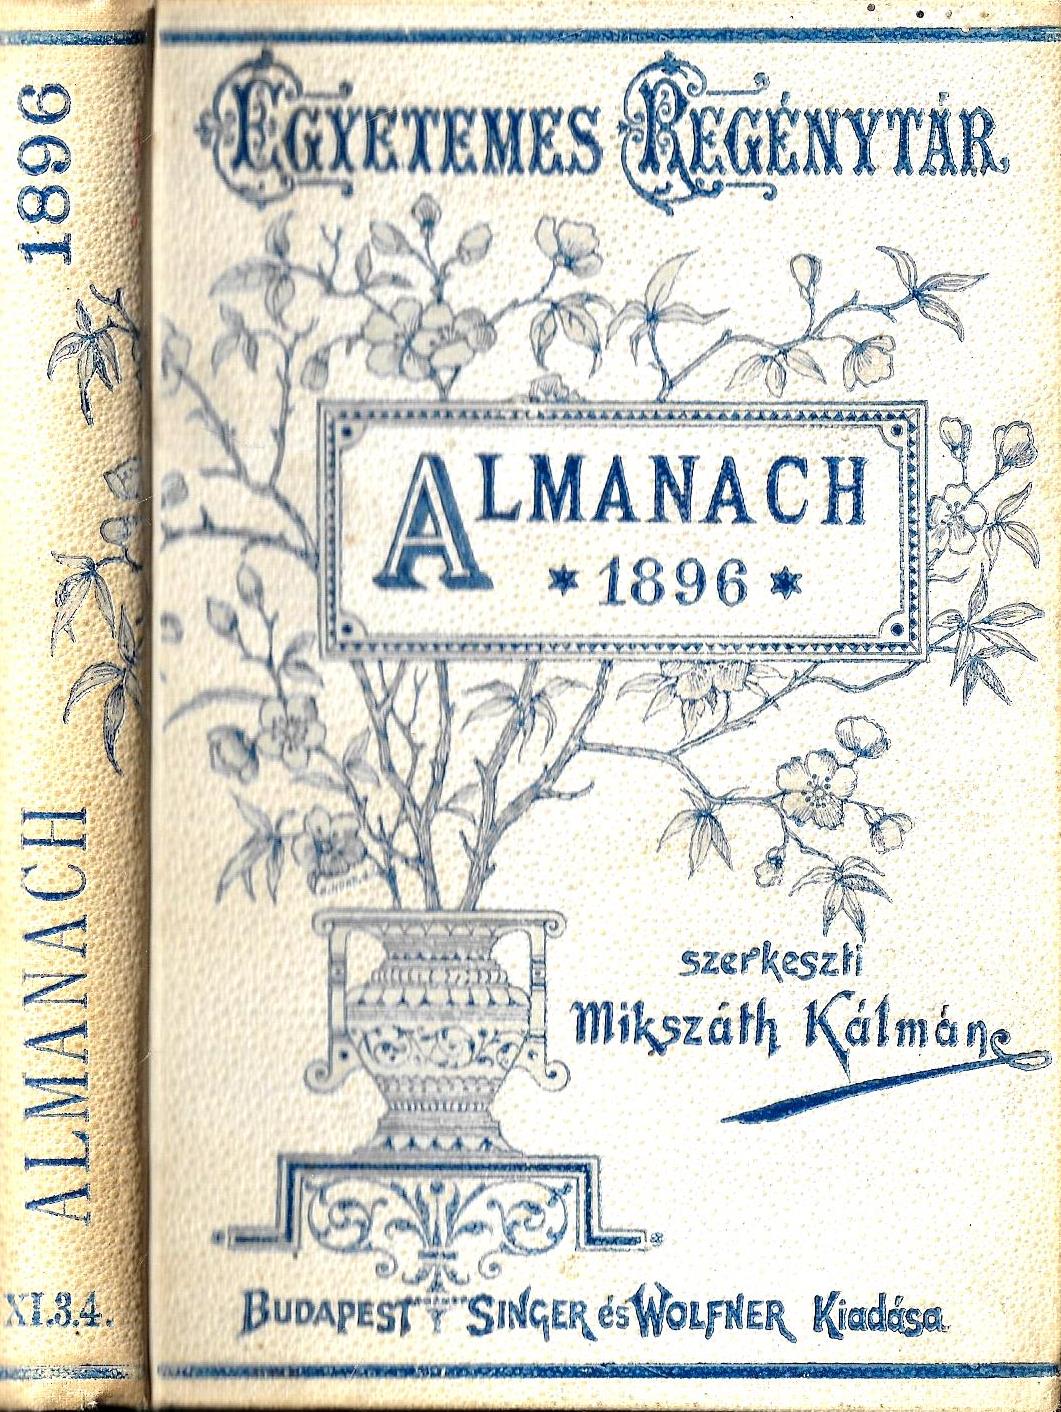 1896
ALMANACH
XI.3.4.
EGYETEMES REGÉNYTÁR
ALMANACH
* 1896 *
szerkeszti
Mikszáth Kálmán
BUDAPEST SINGER és WOLFNER Kiadása